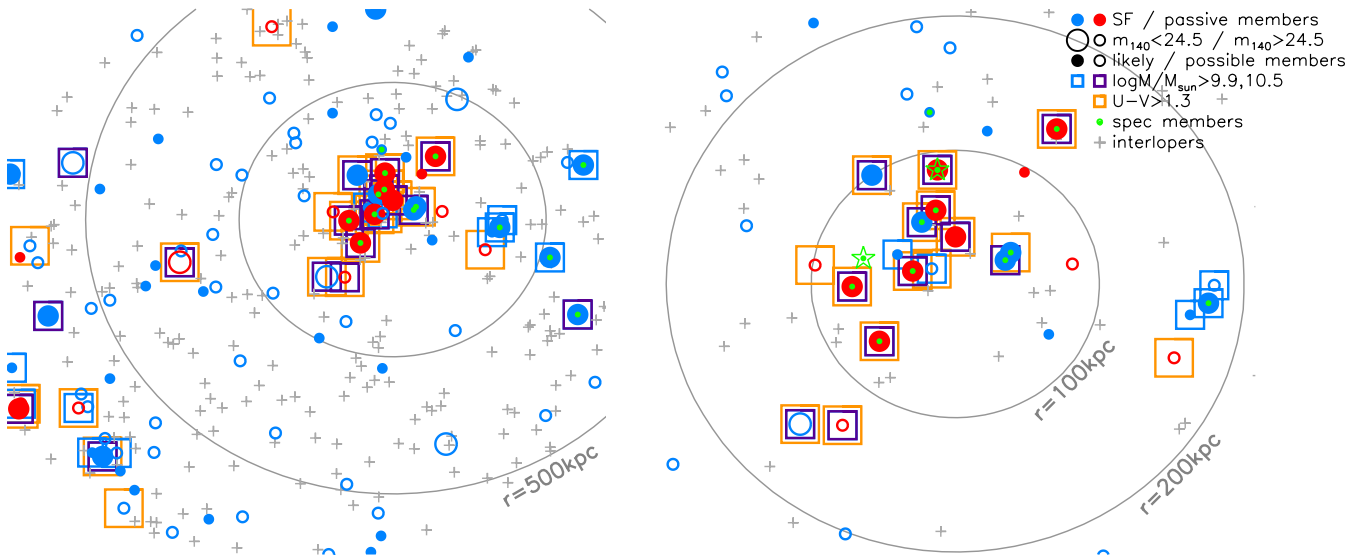 SF / passive members
m140<24.5 / m140>24.5
likely / possible members
logM/Msun>9.9,10.5
U-V>1.3
spec members
interlopers
r=100kpc
r=500kpc
r=200kpc